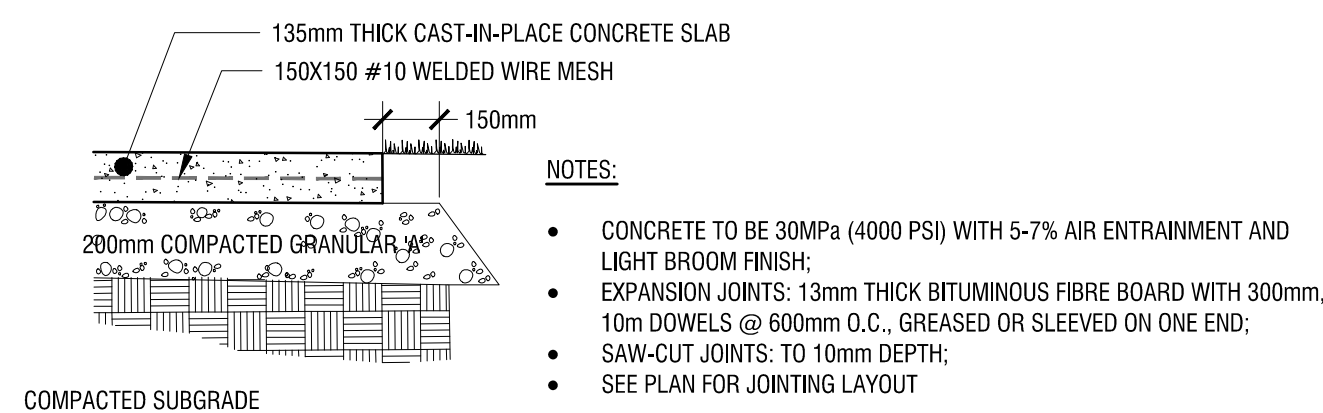 135mm THICK CAST-IN-PLACE CONCRETE SLAB
150X150 #10 WELDED WIRE MESH
150mm
200mm COMPACTED GRANULAR 'A'
COMPACTED SUBGRADE
NOTES:
• CONCRETE TO BE 30MPa (4000 PSI) WITH 5-7% AIR ENTRAINMENT AND
LIGHT BROOM FINISH;
• EXPANSION JOINTS: 13mm THICK BITUMINOUS FIBRE BOARD WITH 300mm,
10m DOWELS @ 600mm O.C., GREASED OR SLEEVED ON ONE END;
• SAW-CUT JOINTS: TO 10mm DEPTH;
• SEE PLAN FOR JOINTING LAYOUT